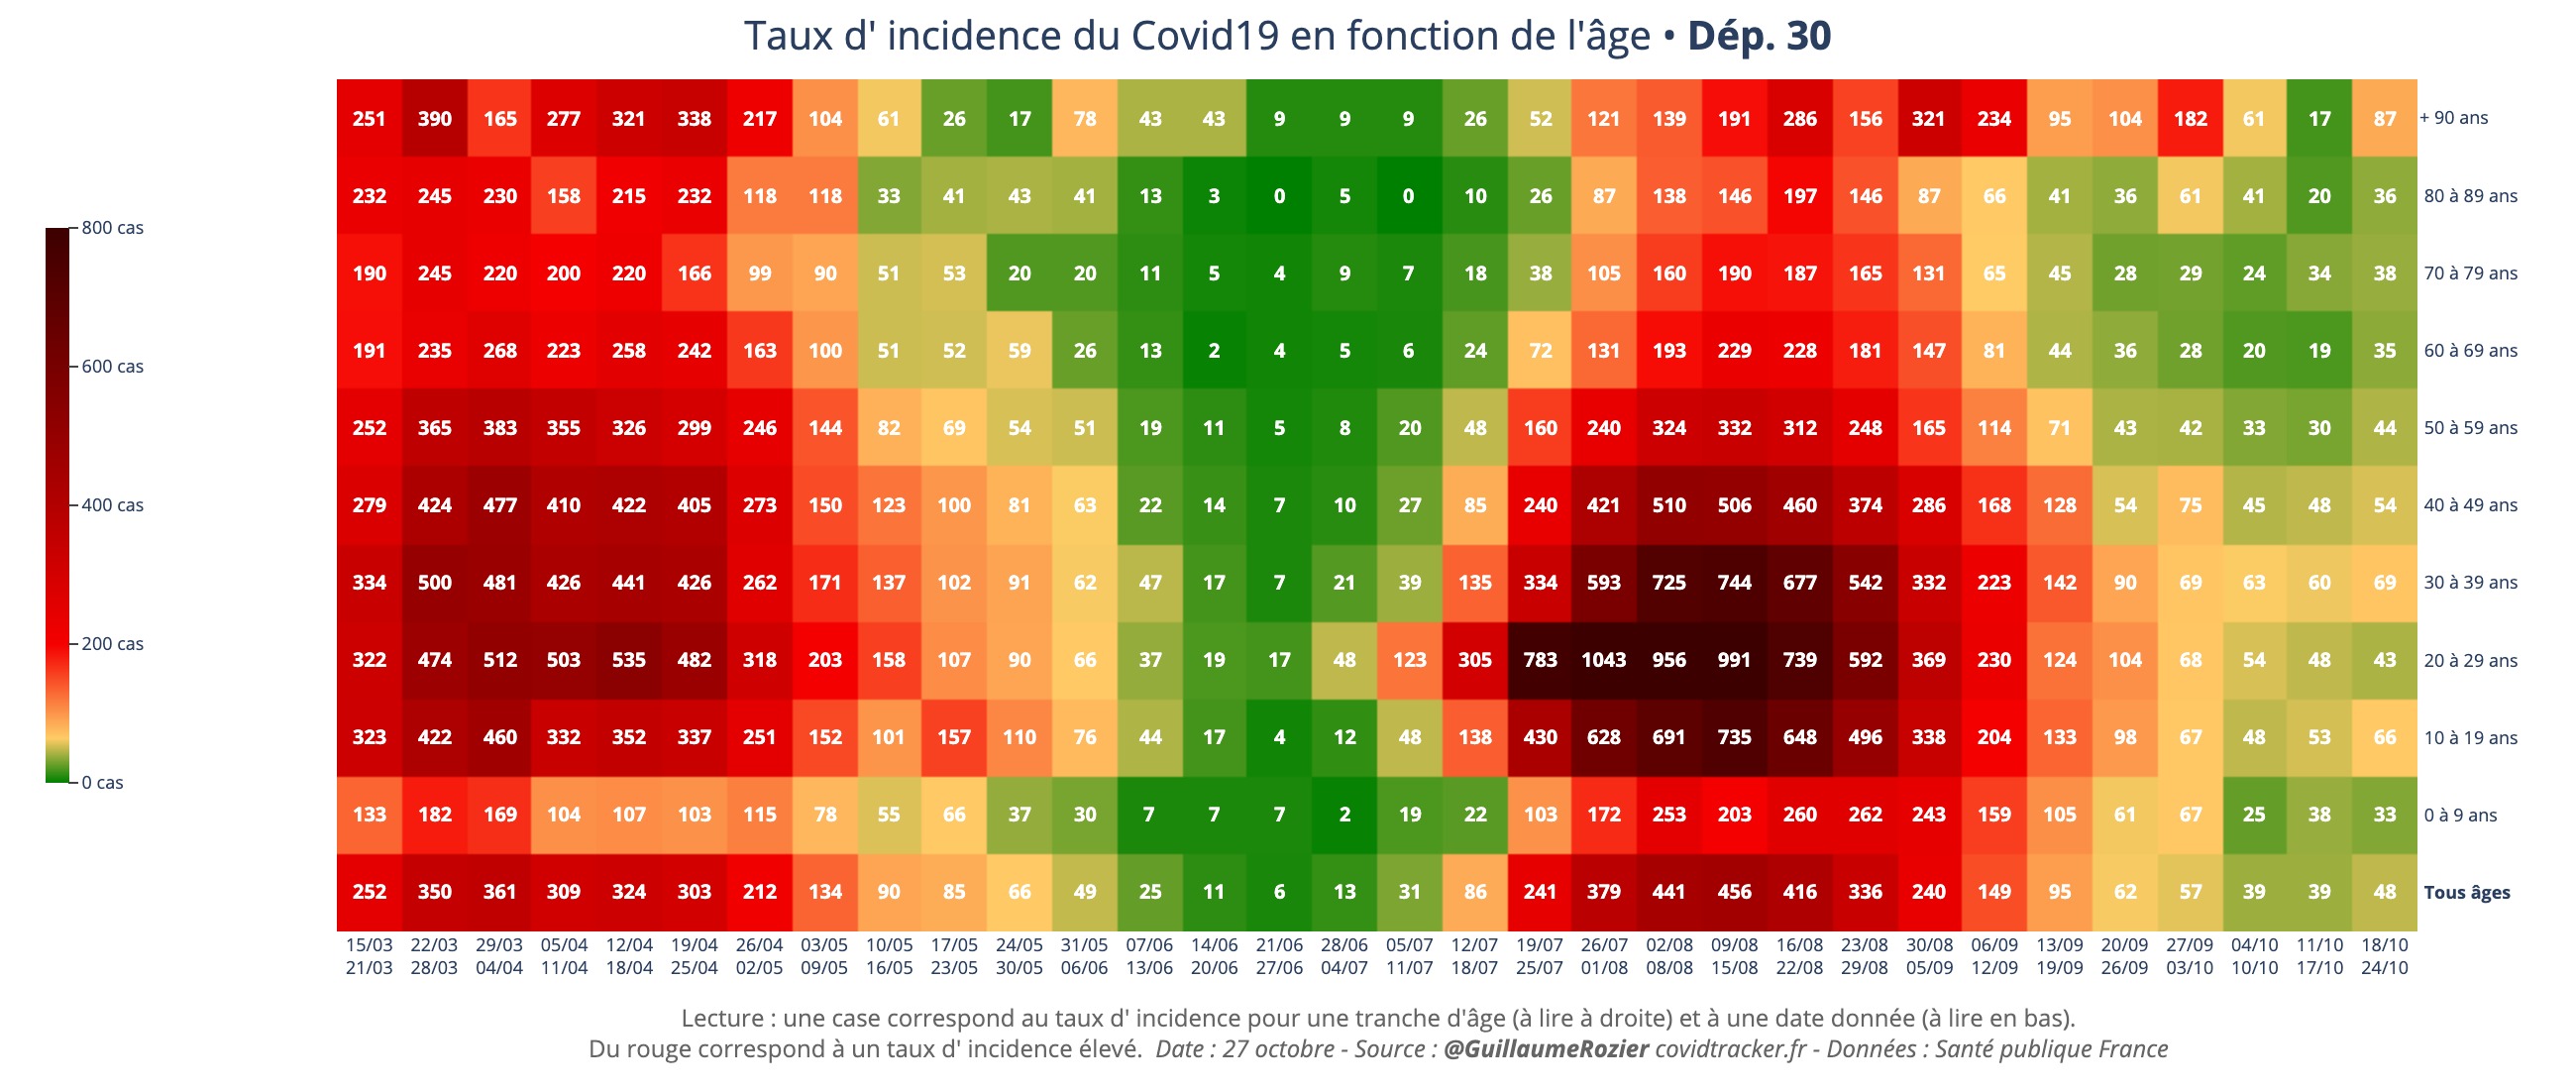 Taux d' incidence du Covid19 en fonction de l'âge • Dép. 30
800 cas
600 cas
400 cas
200 cas
0 cas
251 390 165 277 321 338 217 104 61 26 17 78 43 43 9 9 9 26 52 121 139 191 286 156 321 234 95 104 182 61 17 87 + 90 ans
232 245 230 158 215 232 118 118 33 41 43 41 13 3 0 5 0 10 26 87 138 146 197 146 87 66 41 36 61 41 20 36 80 à 89 ans
190 245 220 200 220 166 99 90 51 53 20 20 11 5 4 9 7 18 38 105 160 190 187 165 131 65 45 28 29 24 34 38 70 à 79 ans
191 235 268 223 258 242 163 100 51 52 59 26 13 2 4 5 6 24 72 131 193 229 228 181 147 81 44 36 28 20 19 35 60 à 69 ans
252 365 383 355 326 299 246 144 82 69 54 51 19 11 5 8 20 48 160 240 324 332 312 248 165 114 71 43 42 33 30 44 50 à 59 ans
279 424 477 410 422 405 273 150 123 100 81 63 22 14 7 10 27 85 240 421 510 506 460 374 286 168 128 54 75 45 48 54 40 à 49 ans
334 500 481 426 441 426 262 171 137 102 91 62 47 17 7 21 39 135 334 593 725 744 677 542 332 223 142 90 69 63 60 69 30 à 39 ans
322 474 512 503 535 482 318 203 158 107 90 66 37 19 17 48 123 305 783 1043 956 991 739 592 369 230 124 104 68 54 48 43 20 à 29 ans
323 422 460 332 352 337 251 152 101 157 110 76 44 17 4 12 48 138 430 628 691 735 648 496 338 204 133 98 67 48 53 66 10 à 19 ans
133 182 169 104 107 103 115 78 55 66 37 30 7 7 7 2 19 22 103 172 253 203 260 262 243 159 105 61 67 25 38 33 0 à 9 ans
252 350 361 309 324 303 212 134 90 85 66 49 25 11 6 13 31 86 241 379 441 456 416 336 240 149 95 62 57 39 39 48 Tous âges
15/03 22/03 29/03 05/04 12/04 19/04 26/04 03/05 10/05 17/05 24/05 31/05 07/06 14/06 21/06 28/06 05/07 12/07 19/07 26/07 02/08 09/08 16/08 23/08 30/08 06/09 13/09 20/09 27/09 04/10 11/10 18/10
21/03 28/03 04/04 11/04 18/04 25/04 02/05 09/05 16/05 23/05 30/05 06/06 13/06 20/06 27/06 04/07 11/07 18/07 25/07 01/08 08/08 15/08 22/08 29/08 05/09 12/09 19/09 26/09 03/10 10/10 17/10 24/10
Lecture : une case correspond au taux d' incidence pour une tranche d'âge (à lire à droite) et à une date donnée (à lire en bas).
Du rouge correspond à un taux d' incidence élevé. Date : 27 octobre - Source : @GuillaumeRozier covidtracker.fr - Données : Santé publique France